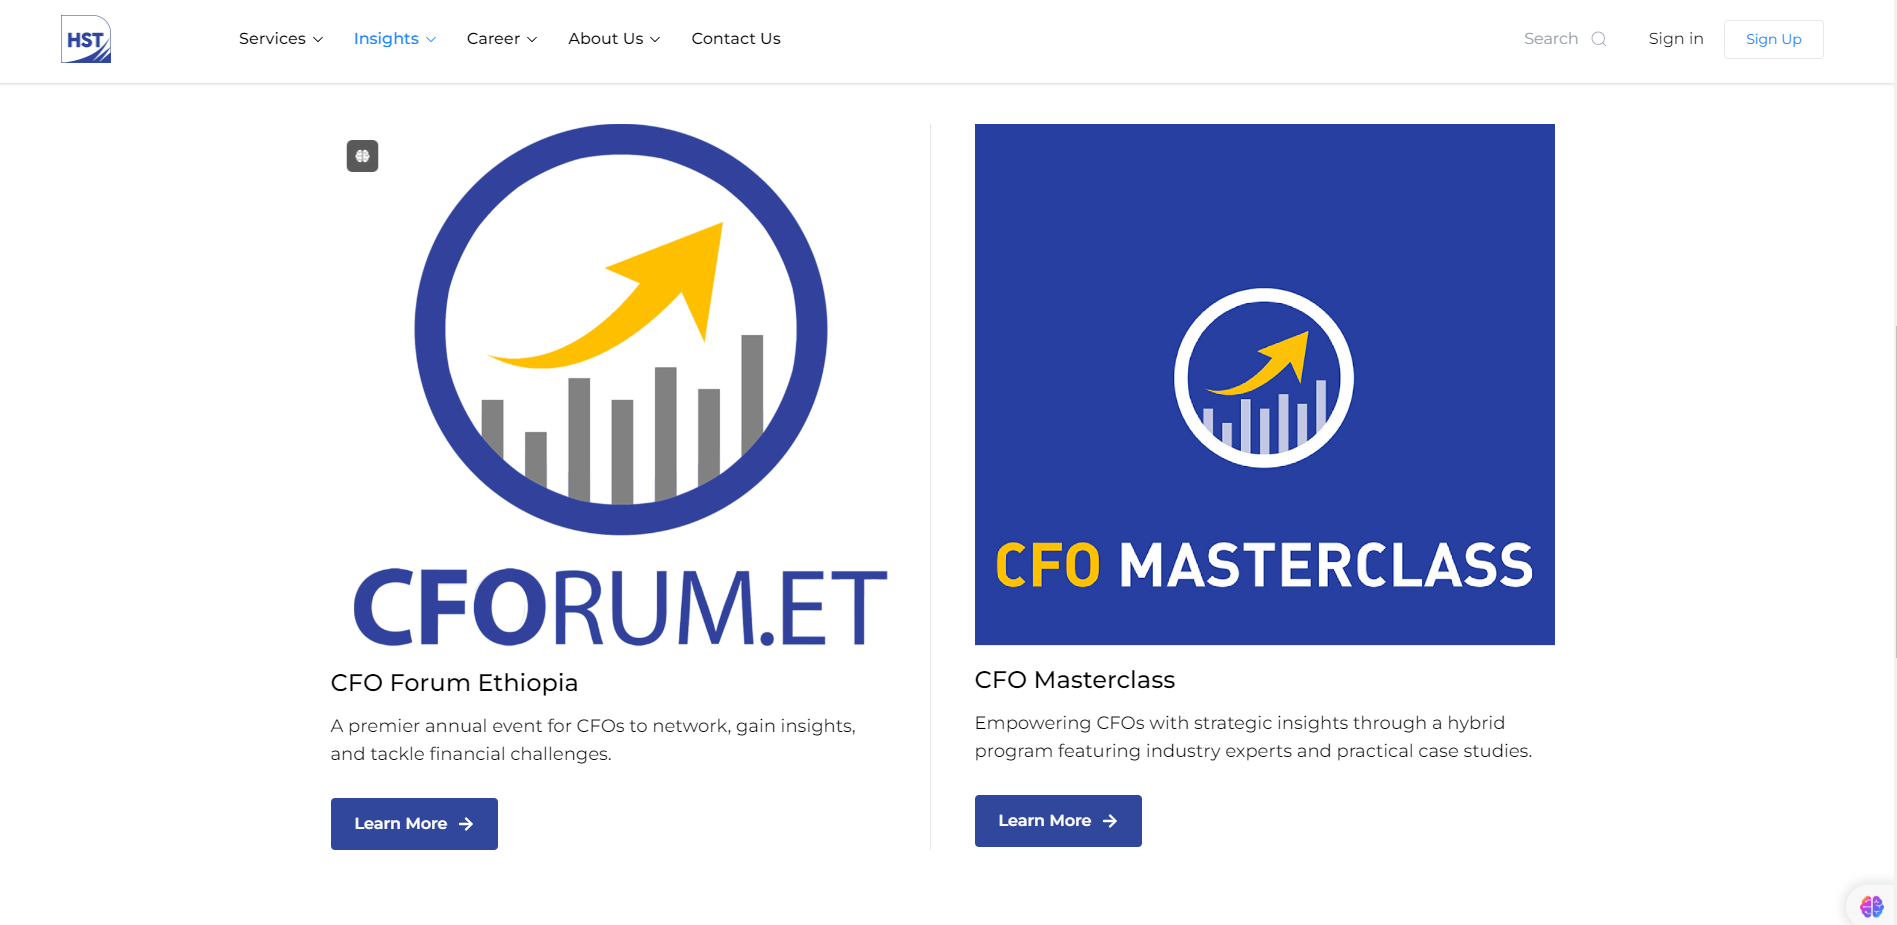 HST
Services
Insights
Career
About Us
Contact Us
Search
Sign in
Sign Up
CFORUM.ET
CFO Forum Ethiopia
A premier annual event for CFOs to network, gain insights,
and tackle financial challenges.
Learn More
CFO MASTERCLASS
CFO Masterclass
Empowering CFOs with strategic insights through a hybrid
program featuring industry experts and practical case studies.
Learn More